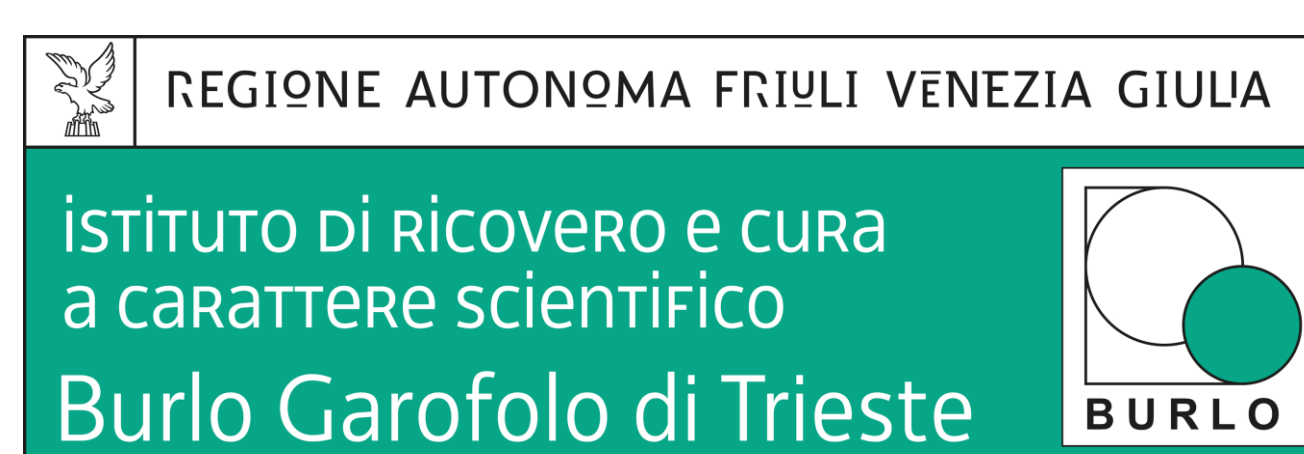 REGIONE AUTONOMA FRIULI VENEZIA GIULIA
istituto di ricovero e cura
a carattere scientifico
Burlo Garofolo di Trieste
BURLO